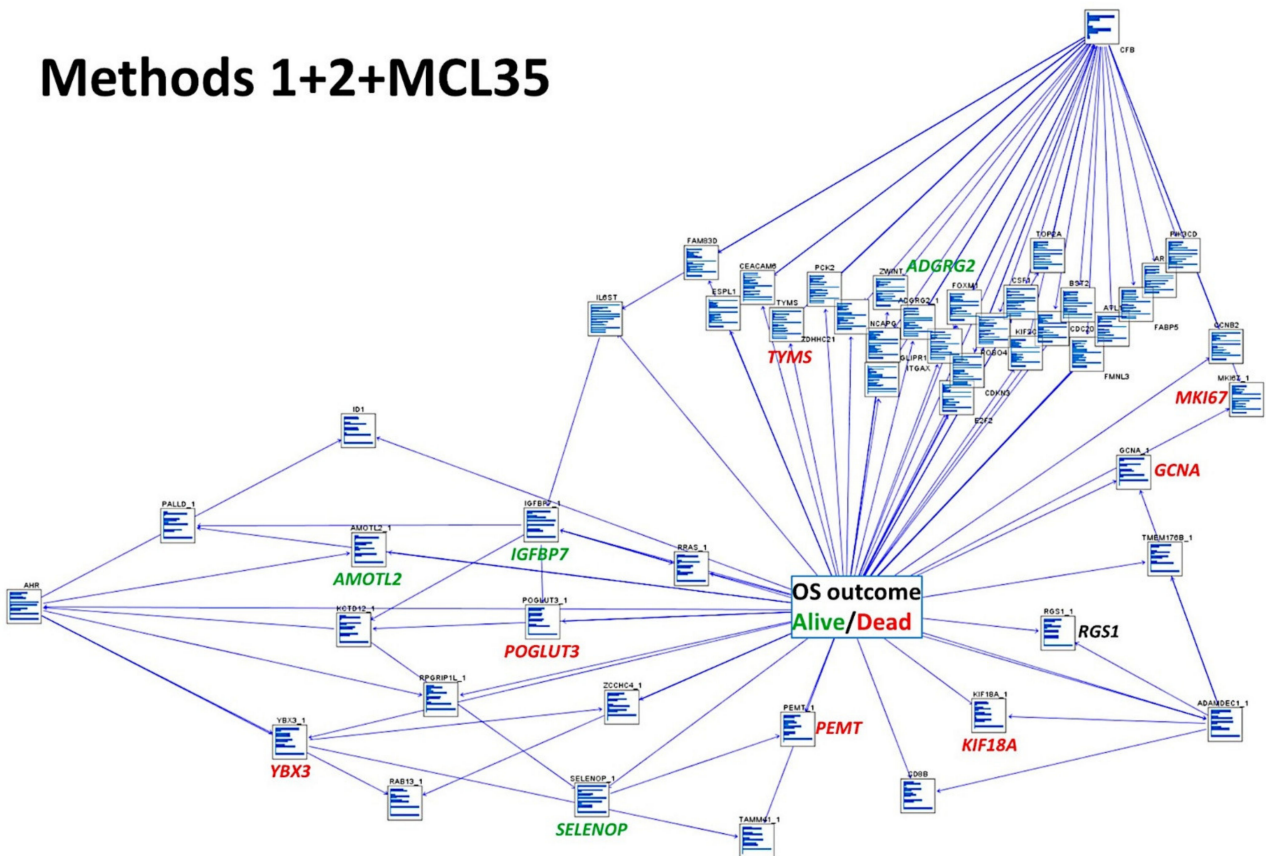 Methods 1+2+MCL35
CFB
FAM83D
CEACAM6
PCK2
ZWINT
ADGRG2
TOP2A
PIK3CD
AR
ESPL1
TYMS
ADGRG2_1
FOXM1
CSF1
BST2
ATL
FABP5
IL6ST
ZDHHC21
NCAPG
TYMS
GLIPR1
ITGAX
ROBO4
KIF2C
CDC20
FMNL3
CCNB2
CDKN3
E2F2
MKI67_1
MKI67
ID1
GCNA_1
GCNA
PALLD_1
AMOTL2_1
IGFBP7_1
IGFBP7
AMOTL2
RRAS_1
TMEM176B_1
AHR
KCTD12_1
POGLUT3_1
POGLUT3
OS outcome
Alive/Dead
RGS1_1
RGS1
RPGRIP1L_1
ZCCHC4_1
YBX3_1
YBX3
PEMT_1
PEMT
KIF18A_1
KIF18A
ADAMDEC1_1
RAB13_1
SELENOP_1
SELENOP
CD8B
TAMM41_1